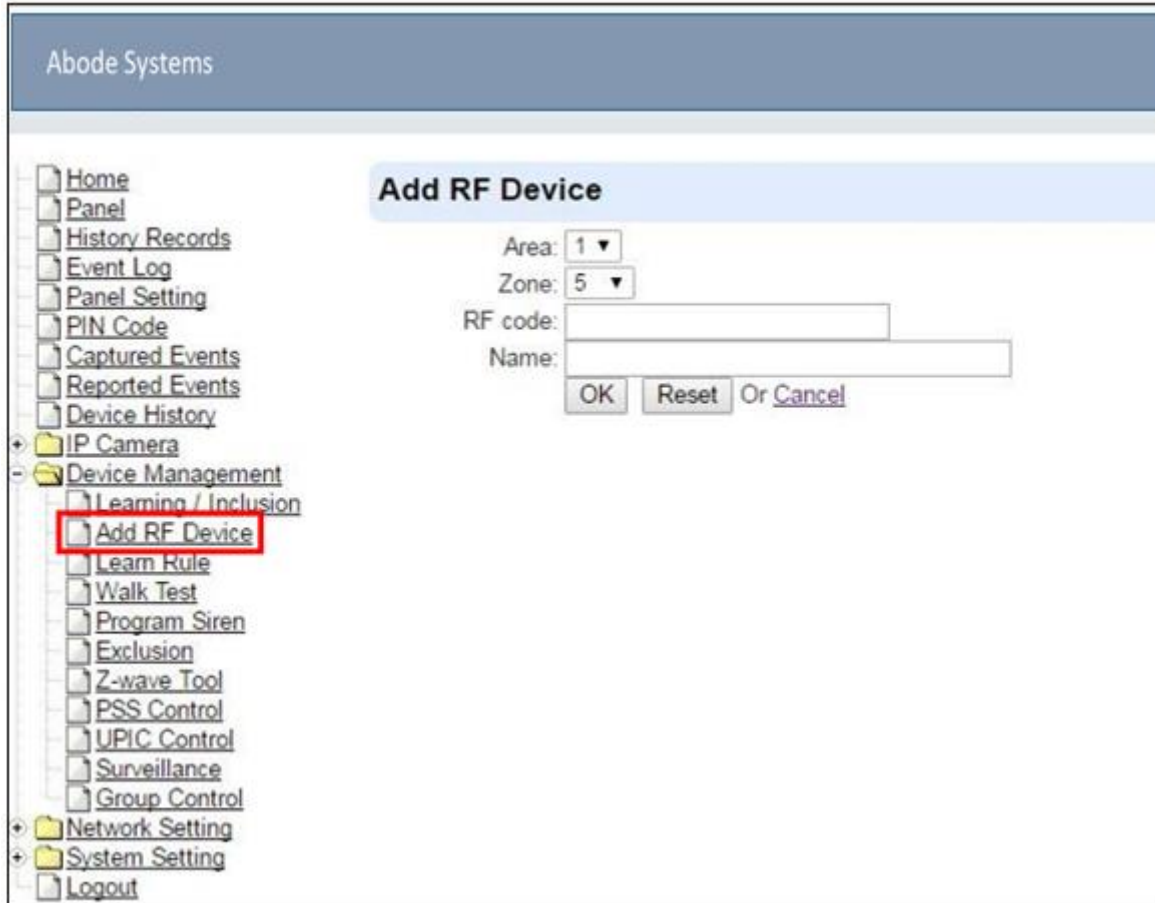 Abode Systems
Home
Panel
History Records
Event Log
Panel Setting
PIN Code
Captured Events
Reported Events
Device History
IP Camera
Device Management
Learning / Inclusion
Add RF Device
Learn Rule
Walk Test
Program Siren
Exclusion
Z-wave Tool
PSS Control
UPIC Control
Surveillance
Group Control
Network Setting
System Setting
Logout
Add RF Device
Area: 1
Zone: 5
RF code:
Name:
OK Reset Or Cancel